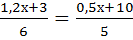 (1,2x+3)/6 = (0,5x+10)/5